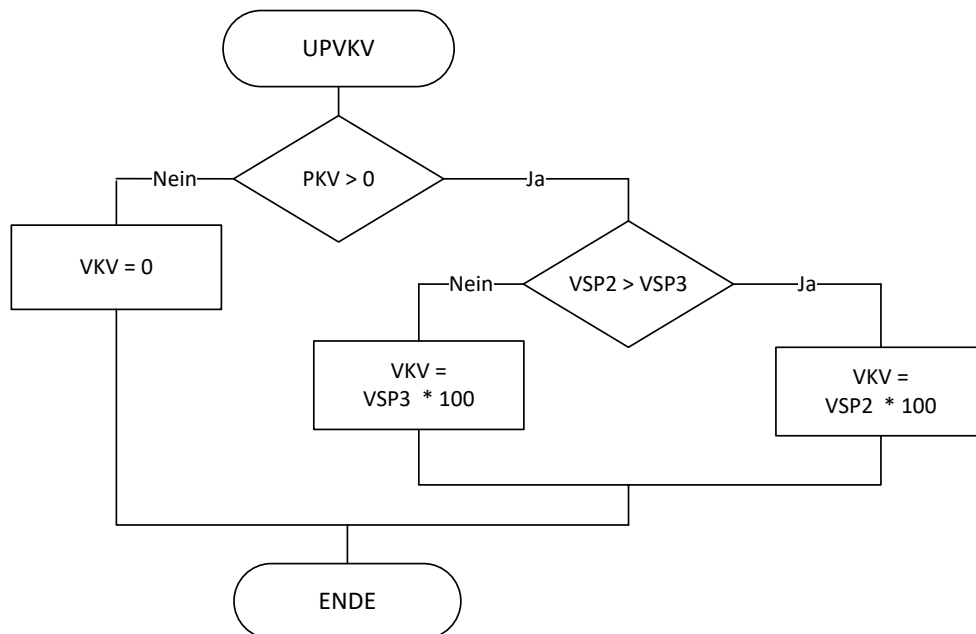 UPVKV
PKV > 0
Nein
Ja
VKV = 0
VSP2 > VSP3
Nein
Ja
VKV =
VSP3 * 100
VKV =
VSP2 * 100
ENDE